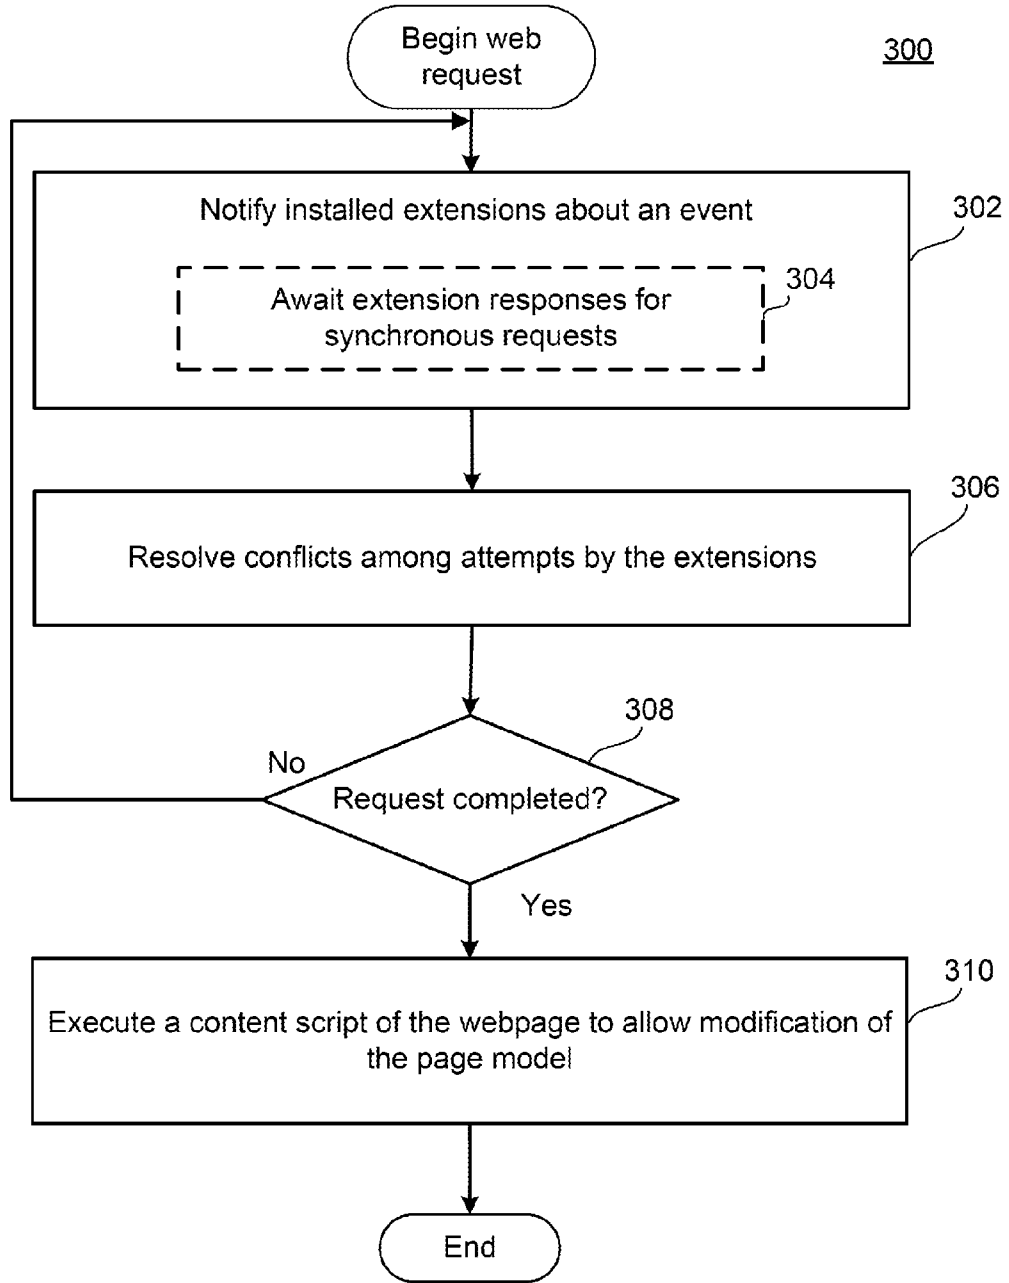 Begin web
request
300
Notify installed extensions about an event
302
Await extension responses for
synchronous requests
304
Resolve conflicts among attempts by the extensions
306
308
No
Request completed?
Yes
310
Execute a content script of the webpage to allow modification of
the page model
End